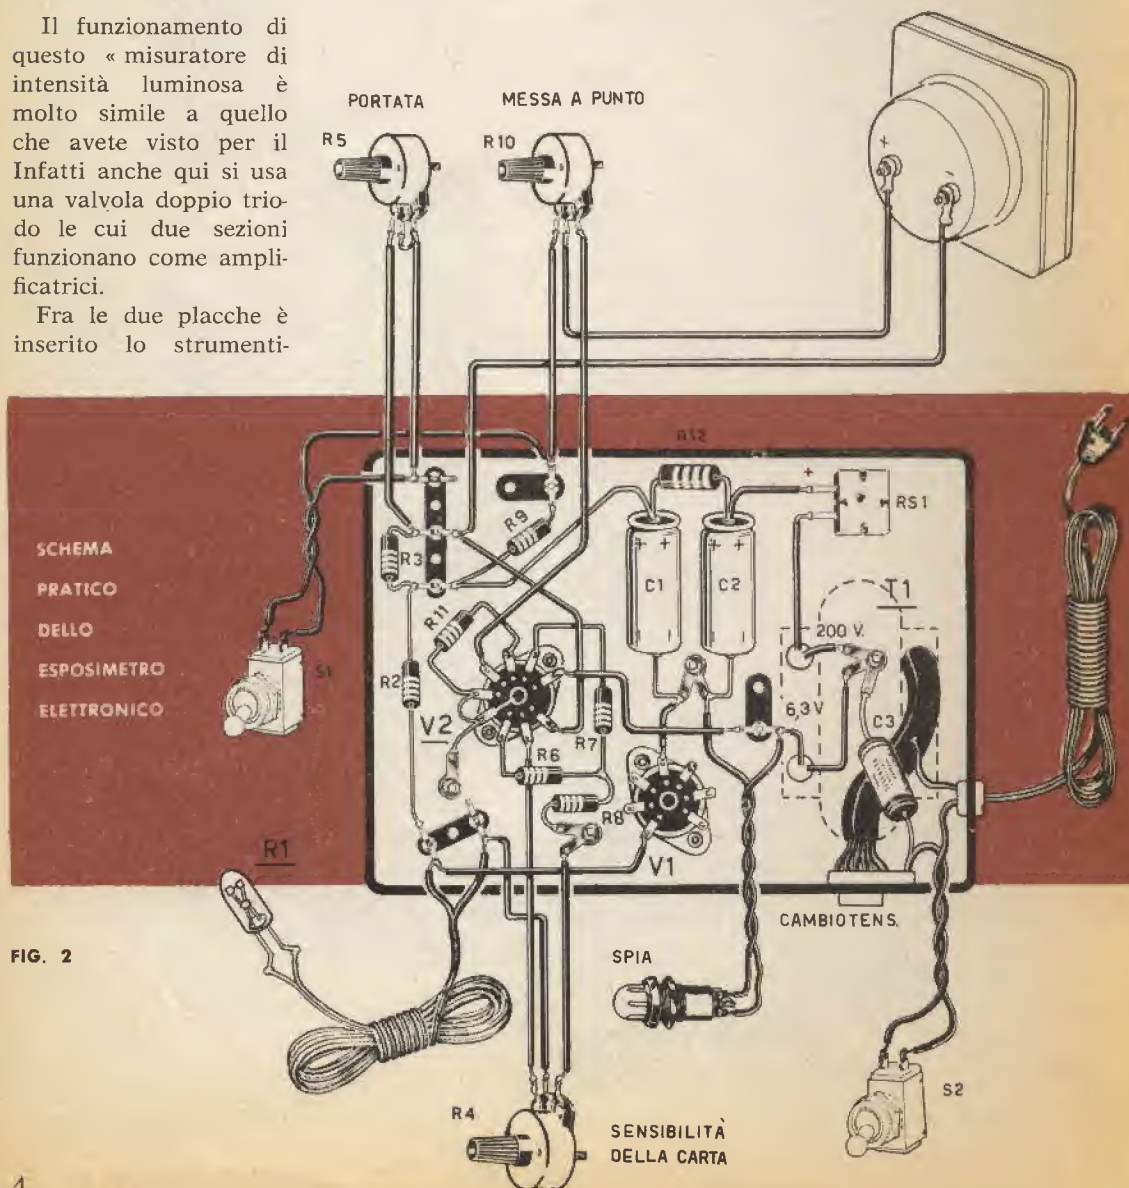 Il funzionamento di
questo « misuratore di
intensità luminosa è
molto simile a quello
che avete visto per il
Infatti anche qui si usa
una valvola doppio trio-
do le cui due sezioni
funzionano come ampli-
ficatrici.
Fra le due placche è
inserito lo strumenti-
PORTATA
MESSA A PUNTO
R5
R10
+
-
SCHEMA
PRATICO
DELLO
ESPOSIMETRO
ELETTRONICO
S1
R12
+
RS1
R9
R3
+ +
C1
+ +
C2
T1
200 V.
R11
R2
V2
R7
6,3 V
C3
R6
R8
V1
R1
CAMBIOTENS.
FIG. 2
SPIA
S2
R4
SENSIBILITÀ
DELLA CARTA
4